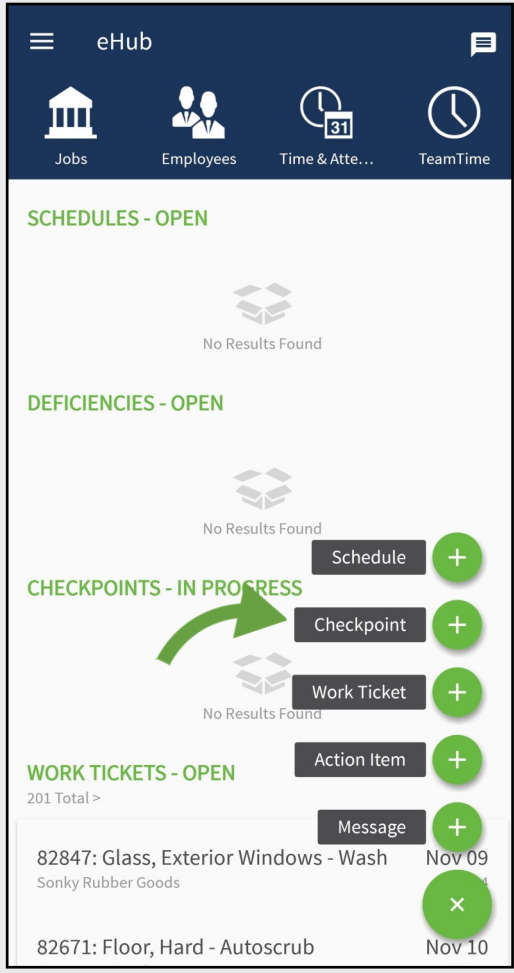 eHub
Jobs
Employees
31
Time & Atte...
TeamTime
SCHEDULES - OPEN
No Results Found
DEFICIENCIES - OPEN
No Results Found
Schedule
CHECKPOINTS - IN PROGRESS
Checkpoint
Work Ticket
No Results Found
Action Item
WORK TICKETS - OPEN
201 Total >
Message
82847: Glass, Exterior Windows - Wash Nov 09
Sonky Rubber Goods
82671: Floor, Hard - Autoscrub Nov 10